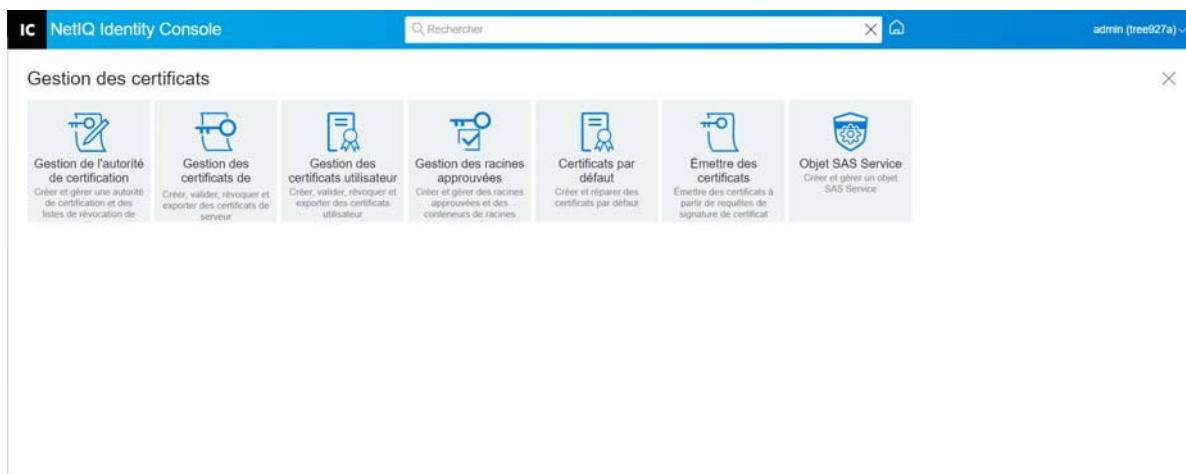 IC NetIQ Identity Console
Rechercher
admin (tree927a)
Gestion des certificats
Gestion de l'autorité
de certification
Créer et gérer une autorité
de certification et des
listes de révocation de
Gestion des
certificats de
Créer, valider, révoquer et
exporter des certificats de
serveur
Gestion des
certificats utilisateur
Créer, valider, révoquer et
exporter des certificats
utilisateur
Gestion des racines
approuvées
Créer et gérer des racines
approuvées et des
conteneurs de racines
Certificats par
défaut
Créer et réparer des
certificats par défaut
Émettre des
certificats
Émettre des certificats à
partir de requêtes de
signature de certificat
Objet SAS Service
Créer et gérer un objet
SAS Service